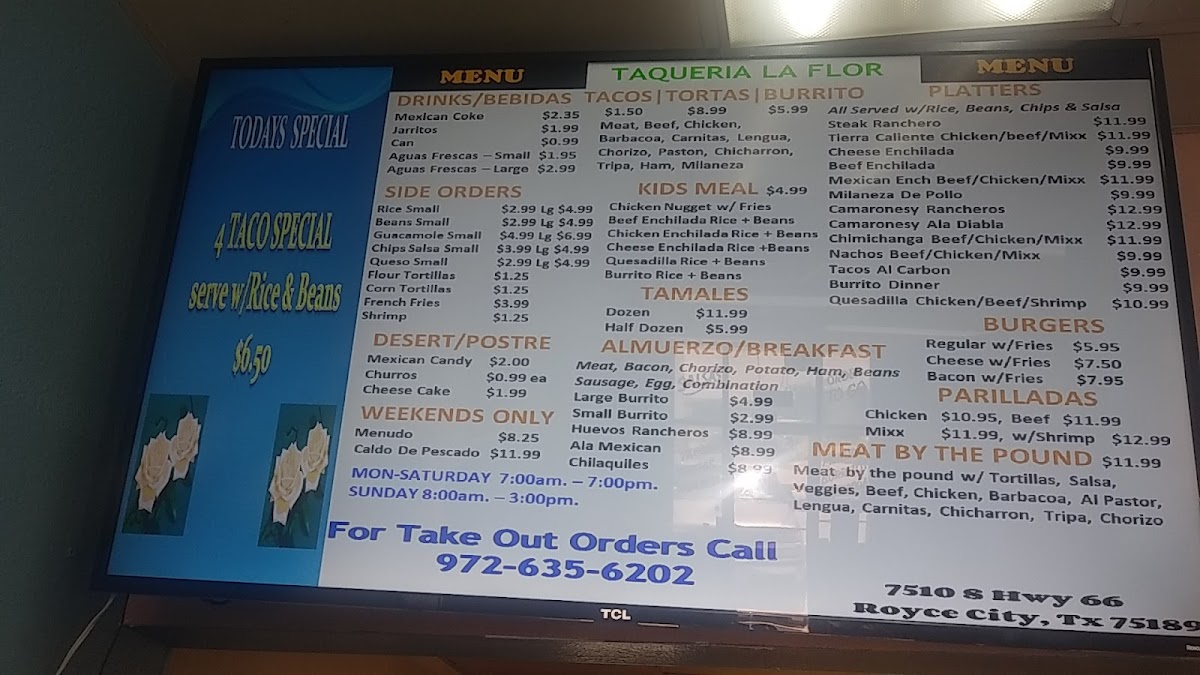 TODAYS SPECIAL
4 TACO SPECIAL
serve w/Rice & Beans
$6.50
MENU
TAQUERIA LA FLOR
MENU
DRINKS/BEBIDAS
Mexican Coke $2.35
Jarritos $1.99
Can $0.99
Aguas Frescas – Small $1.95
Aguas Frescas – Large $2.99
SIDE ORDERS
Rice Small $2.99 Lg $4.99
Beans Small $2.99 Lg $4.99
Guacamole Small $4.99 Lg $6.99
Chips Salsa Small $3.99 Lg $4.99
Queso Small $2.99 Lg $4.99
Flour Tortillas $1.25
Corn Tortillas $1.25
French Fries $3.99
Shrimp $1.25
DESERT/POSTRE
Mexican Candy $2.00
Churros $0.99 ea
Cheese Cake $1.99
WEEKENDS ONLY
Menudo $8.25
Caldo De Pescado $11.99
MON-SATURDAY 7:00am. – 7:00pm.
SUNDAY 8:00am. – 3:00pm.
TACOS|TORTAS|BURRITO
$1.50 $8.99 $5.99
Meat, Beef, Chicken,
Barbacoa, Carnitas, Lengua,
Chorizo, Paston, Chicharron,
Tripa, Ham, Milaneza
KIDS MEAL $4.99
Chicken Nugget w/ Fries
Beef Enchilada Rice + Beans
Chicken Enchilada Rice + Beans
Cheese Enchilada Rice +Beans
Quesadilla Rice + Beans
Burrito Rice + Beans
TAMALES
Dozen $11.99
Half Dozen $5.99
ALMUERZO/BREAKFAST
Meat, Bacon, Chorizo, Potato, Ham, Beans
Sausage, Egg, Combination
Large Burrito $4.99
Small Burrito $2.99
Huevos Rancheros $8.99
Ala Mexican $8.99
Chilaquiles $8.99
PLATTERS
All Served w/Rice, Beans, Chips & Salsa
Steak Ranchero $11.99
Tierra Caliente Chicken/beef/Mixx $11.99
Cheese Enchilada $9.99
Beef Enchilada $9.99
Mexican Ench Beef/Chicken/Mixx $11.99
Milaneza De Pollo $9.99
Camaronesy Rancheros $12.99
Camaronesy Ala Diabla $12.99
Chimichanga Beef/Chicken/Mixx $11.99
Nachos Beef/Chicken/Mixx $9.99
Tacos Al Carbon $9.99
Burrito Dinner $9.99
Quesadilla Chicken/Beef/Shrimp $10.99
BURGERS
Regular w/Fries $5.95
Cheese w/Fries $7.50
Bacon w/Fries $7.95
PARILLADAS
Chicken $10.95, Beef $11.99
Mixx $11.99, w/Shrimp $12.99
MEAT BY THE POUND $11.99
Meat by the pound w/ Tortillas, Salsa,
Veggies, Beef, Chicken, Barbacoa, Al Pastor,
Lengua, Carnitas, Chicharron, Tripa, Chorizo
For Take Out Orders Call
972-635-6202
7510 S Hwy 66
Royce City, Tx 75189
TCL